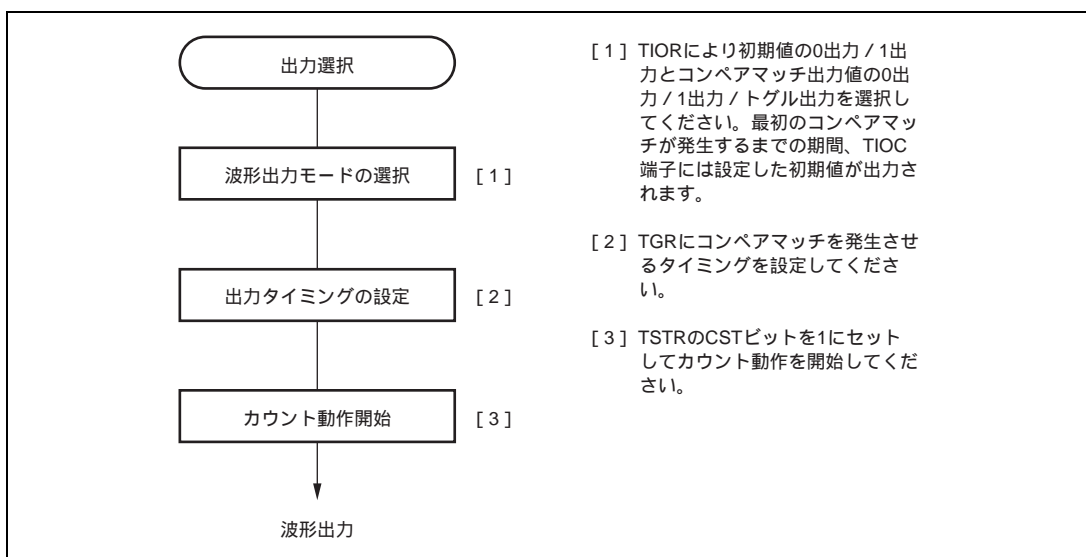 出力選択
波形出力モードの選択 [1]
出力タイミングの設定 [2]
カウント動作開始 [3]
波形出力
[1] TIORにより初期値の0出力/1出
力とコンペアマッチ出力値の0出
力/1出力/トグル出力を選択し
てください。最初のコンペアマッ
チが発生するまでの期間、TIOC
端子には設定した初期値が出力さ
れます。
[2] TGRにコンペアマッチを発生させ
るタイミングを設定してくださ
い。
[3] TSTRのCSTビットを1にセット
してカウント動作を開始してくだ
さい。